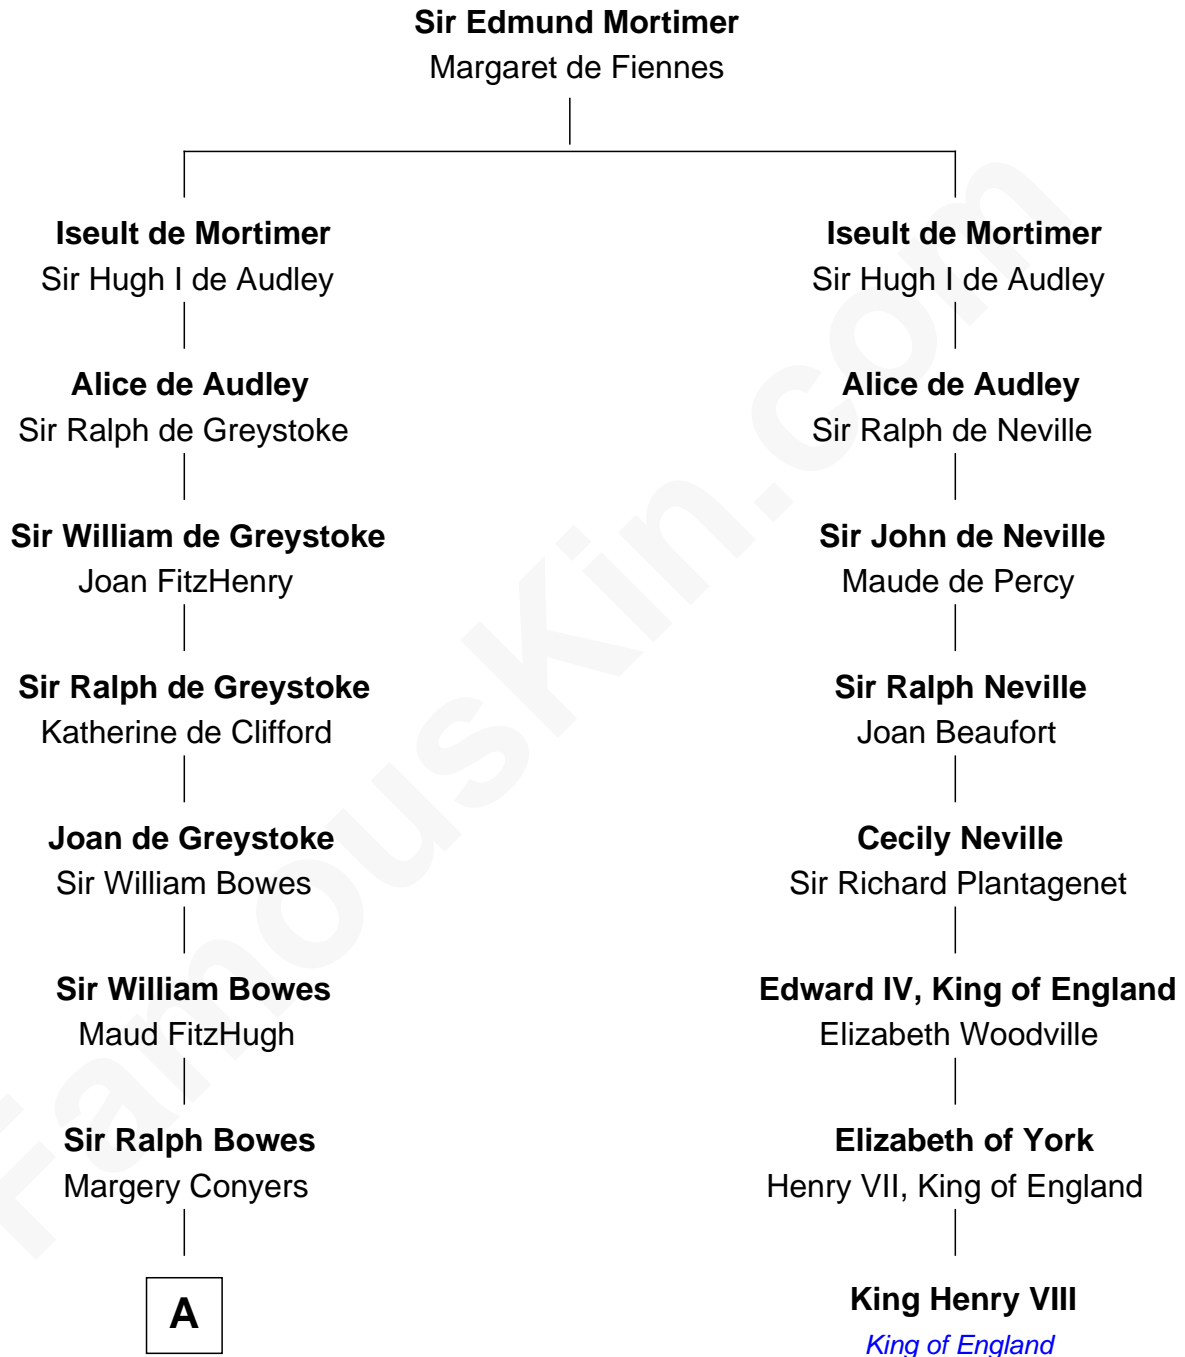 Sir Edmund Mortimer
Margaret de Fiennes
Iseult de Mortimer
Sir Hugh I de Audley
Alice de Audley
Sir Ralph de Greystoke
Sir William de Greystoke
Joan FitzHenry
Sir Ralph de Greystoke
Katherine de Clifford
Joan de Greystoke
Sir William Bowes
Sir William Bowes
Maud FitzHugh
Sir Ralph Bowes
Margery Conyers
A
Iseult de Mortimer
Sir Hugh I de Audley
Alice de Audley
Sir Ralph de Neville
Sir John de Neville
Maude de Percy
Sir Ralph Neville
Joan Beaufort
Cecily Neville
Sir Richard Plantagenet
Edward IV, King of England
Elizabeth Woodville
Elizabeth of York
Henry VII, King of England
King Henry VIII
King of England
FamousKin.com